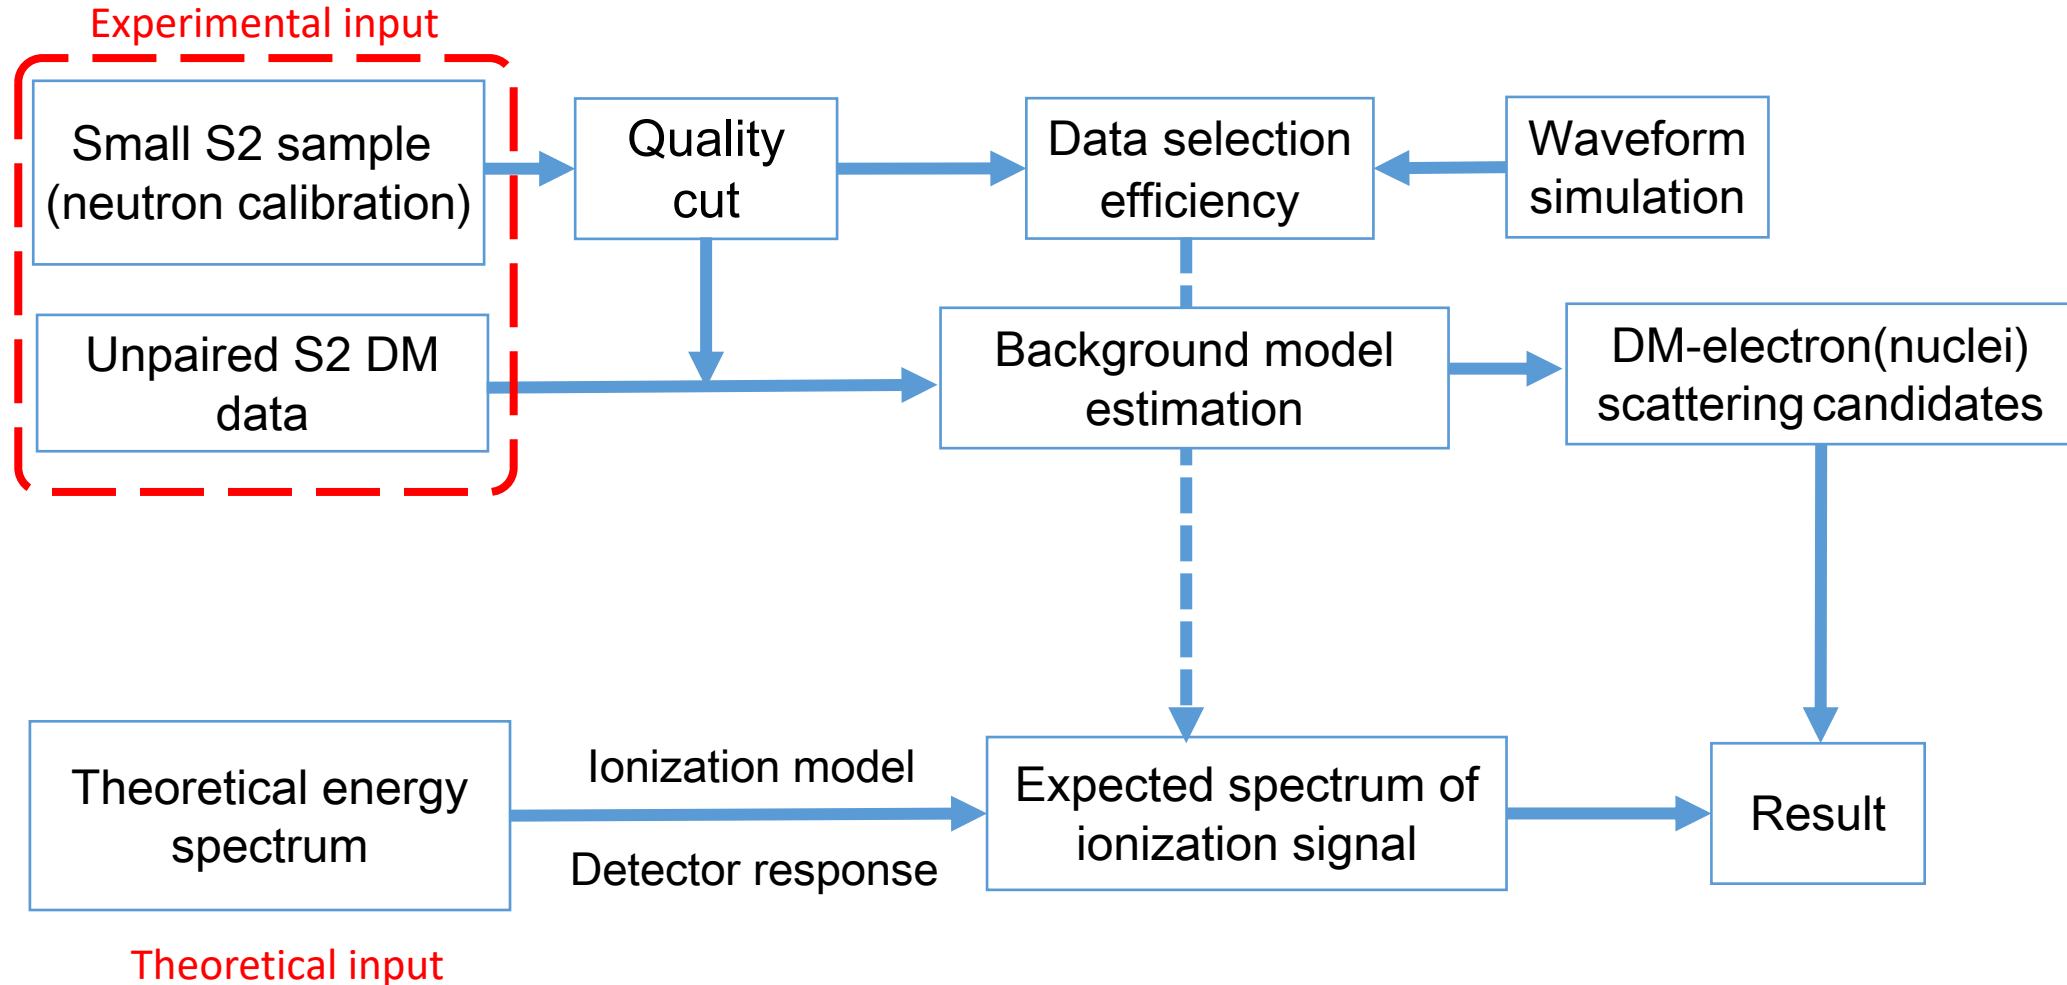 Experimental input
Small S2 sample
(neutron calibration)
Quality
cut
Data selection
efficiency
Waveform
simulation
Unpaired S2 DM
data
Background model
estimation
DM-electron(nuclei)
scattering candidates
Theoretical energy
spectrum
Ionization model
Detector response
Expected spectrum of
ionization signal
Result
Theoretical input